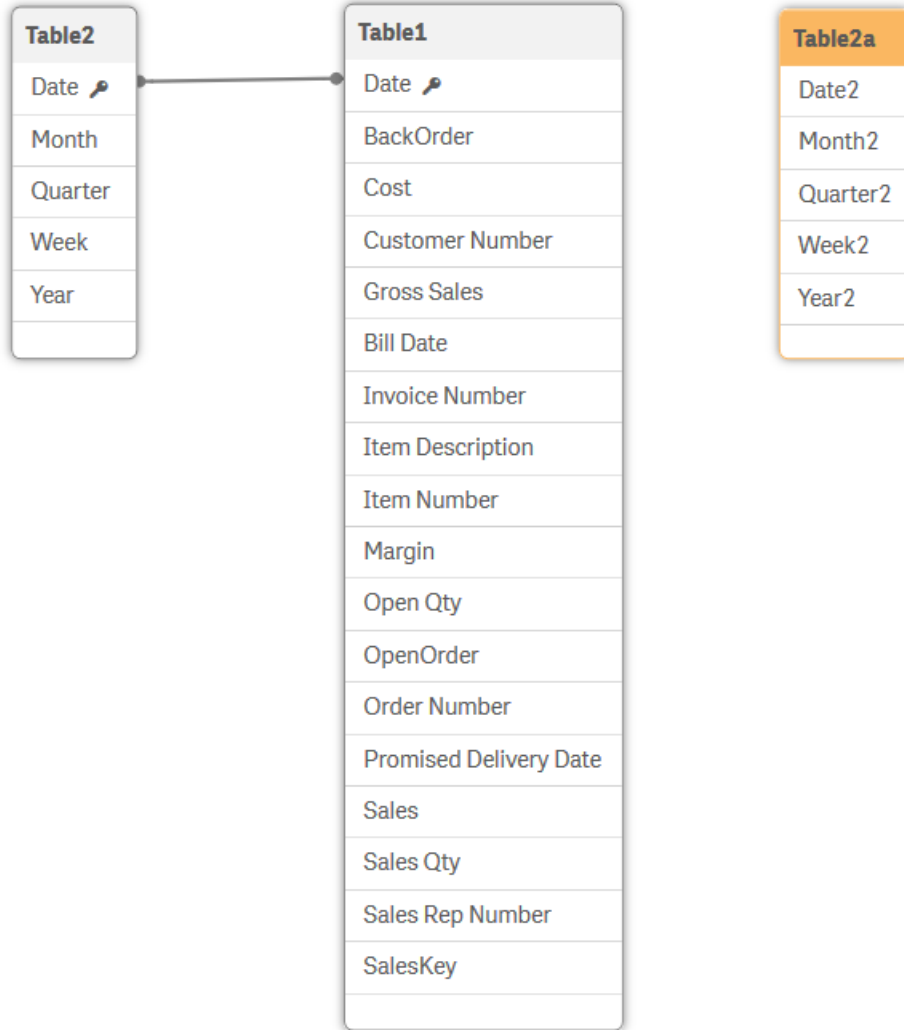 Table2
Date
Month
Quarter
Week
Year
Table1
Date
BackOrder
Cost
Customer Number
Gross Sales
Bill Date
Invoice Number
Item Description
Item Number
Margin
Open Qty
OpenOrder
Order Number
Promised Delivery Date
Sales
Sales Qty
Sales Rep Number
SalesKey
Table2a
Date2
Month2
Quarter2
Week2
Year2